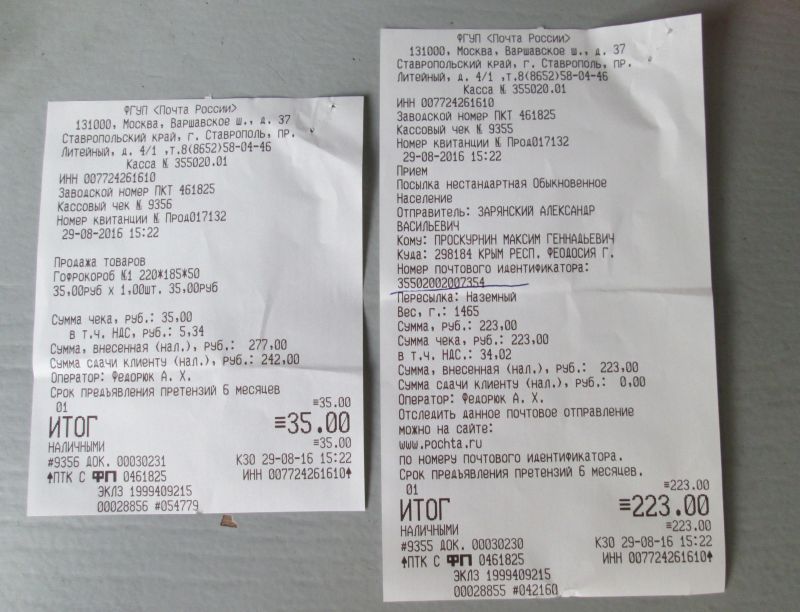 ФГУП <Почта России>
131000, Москва, Варшавское ш., д. 37
Ставропольский край, г. Ставрополь, пр.
Литейный, д. 4/1 ,т.8(8652)58-04-46
Касса № 355020.01
ИНН 007724261610
Заводской номер ПКТ 461825
Кассовый чек № 9356
Номер квитанции № Прод017132
29-08-2016 15:22
Продажа товаров
Гофрокороб №1 220*185*50
35,00руб х 1,00шт. 35,00руб
Сумма чека, руб.: 35,00
в т.ч. НДС, руб.: 5,34
Сумма, внесенная (нал.), руб.: 277,00
Сумма сдачи клиенту (нал.), руб.: 242,00
Оператор: Федорюк А. Х.
Срок предъявления претензий 6 месяцев
01
≡35.00
ИТОГ ≡35.00
НАЛИЧНЫМИ ≡35.00
#9356 ДОК. 00030231 К30 29-08-16 15:22
↑ПТК С ФП 0461825 ИНН 007724261610↑
ЭКЛЗ 1999409215
00028856 #054779
ФГУП <Почта России>
131000, Москва, Варшавское ш., д. 37
Ставропольский край, г. Ставрополь, пр.
Литейный, д. 4/1 ,т.8(8652)58-04-46
Касса № 355020.01
ИНН 007724261610
Заводской номер ПКТ 461825
Кассовый чек № 9355
Номер квитанции № Прод017132
29-08-2016 15:22
Прием
Посылка нестандартная Обыкновенное
Население
Отправитель: ЗАРЯНСКИЙ АЛЕКСАНДР
ВАСИЛЬЕВИЧ
Кому: ПРОСКУРНИН МАКСИМ ГЕННАДЬЕВИЧ
Куда: 298184 КРЫМ РЕСП. ФЕОДОСИЯ Г.
Номер почтового идентификатора:
35502002007354
Пересылка: Наземный
Вес, г.: 1465
Сумма, руб.: 223,00
Сумма чека, руб.: 223,00
в т.ч. НДС.: 34,02
Сумма, внесенная (нал.), руб.: 223,00
Сумма сдачи клиенту (нал.), руб.: 0,00
Оператор: Федорюк А. Х.
Отследить данное почтовое отправление
можно на сайте:
www.pochta.ru
по номеру почтового идентификатора.
Срок предъявления претензий 6 месяцев.
01
≡223.00
ИТОГ ≡223.00
НАЛИЧНЫМИ ≡223.00
#9355 ДОК. 00030230 К30 29-08-16 15:22
↑ПТК С ФП 0461825 ИНН 007724261610↑
ЭКЛЗ 1999409215
00028855 #042160